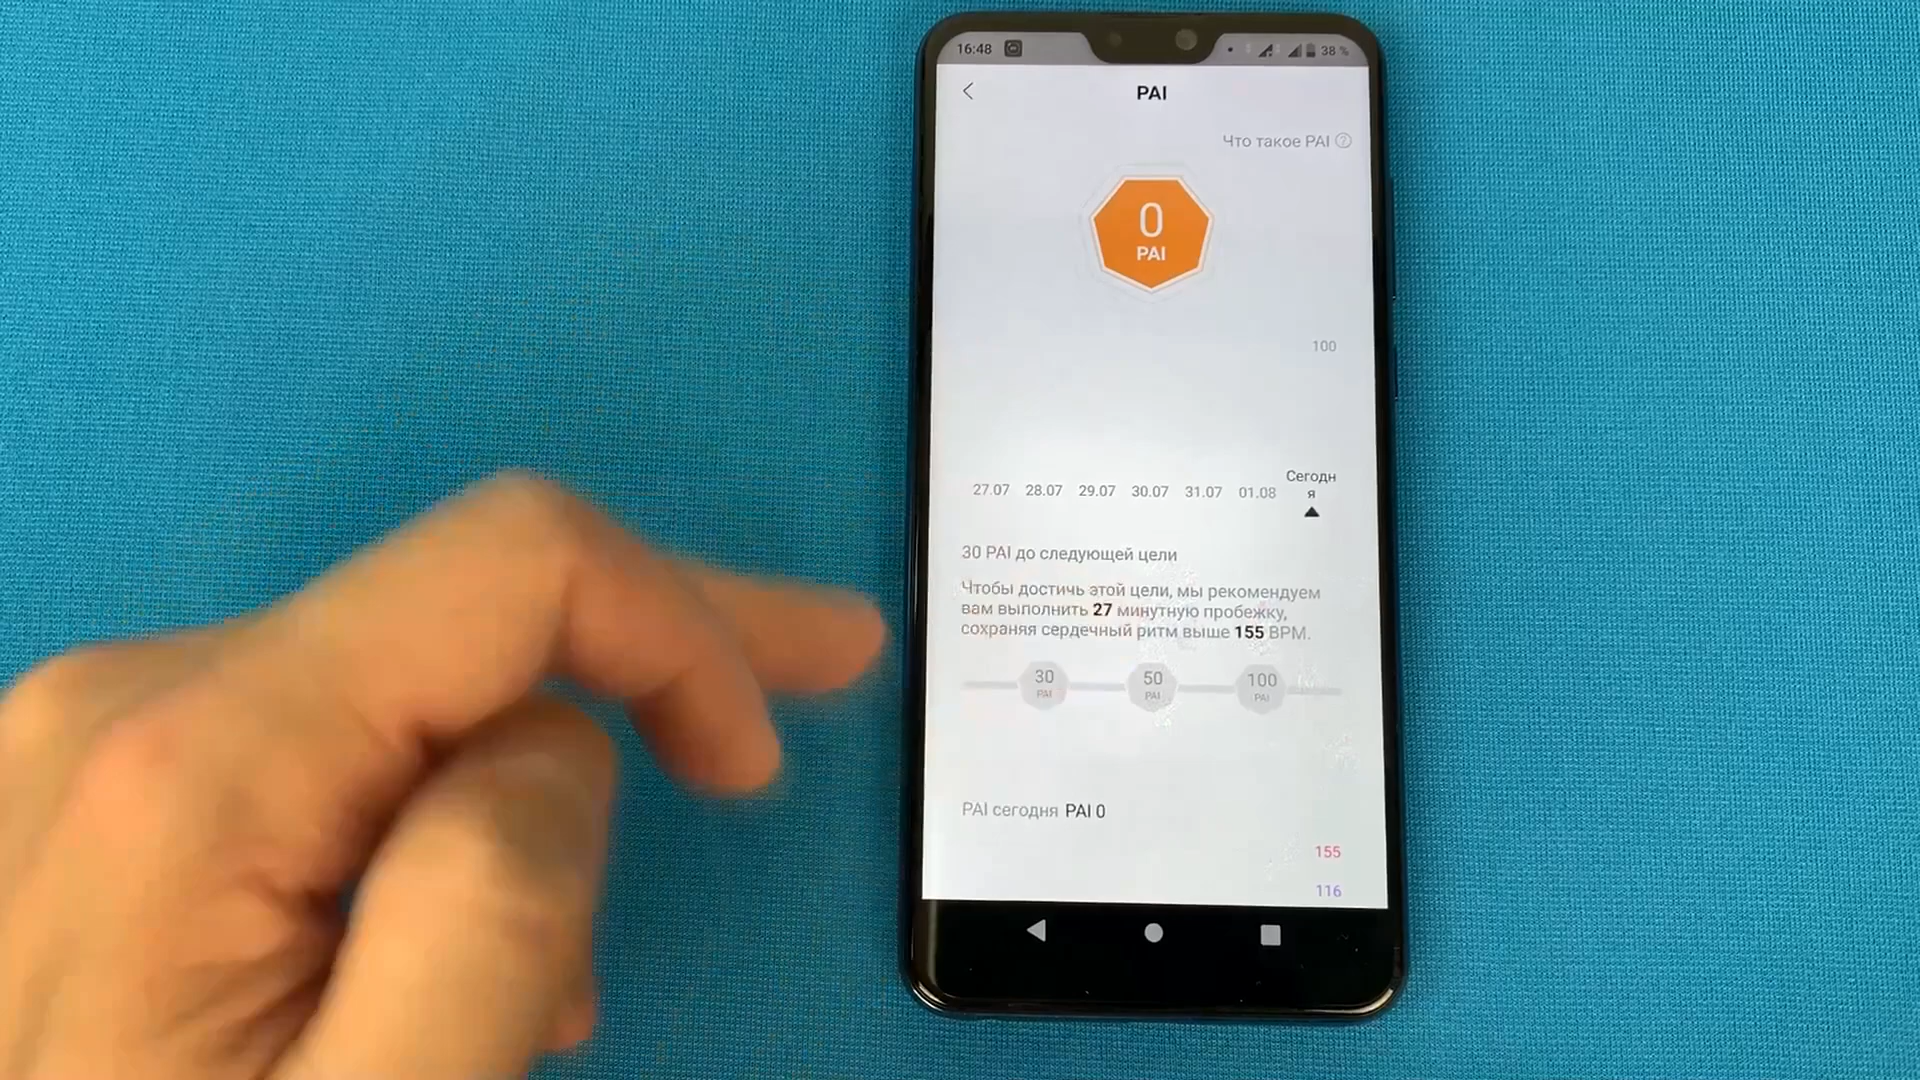 16:48
38 %
PAI
Что такое PAI ?
0
PAI
100
Сегодн
я
27.07 28.07 29.07 30.07 31.07 01.08
30 PAI до следующей цели
Чтобы достичь этой цели, мы рекомендуем
вам выполнить 27 минутную пробежку,
сохраняя сердечный ритм выше 155 BPM.
30 50 100
PAI PAI PAI
PAI сегодня PAI 0
155
116